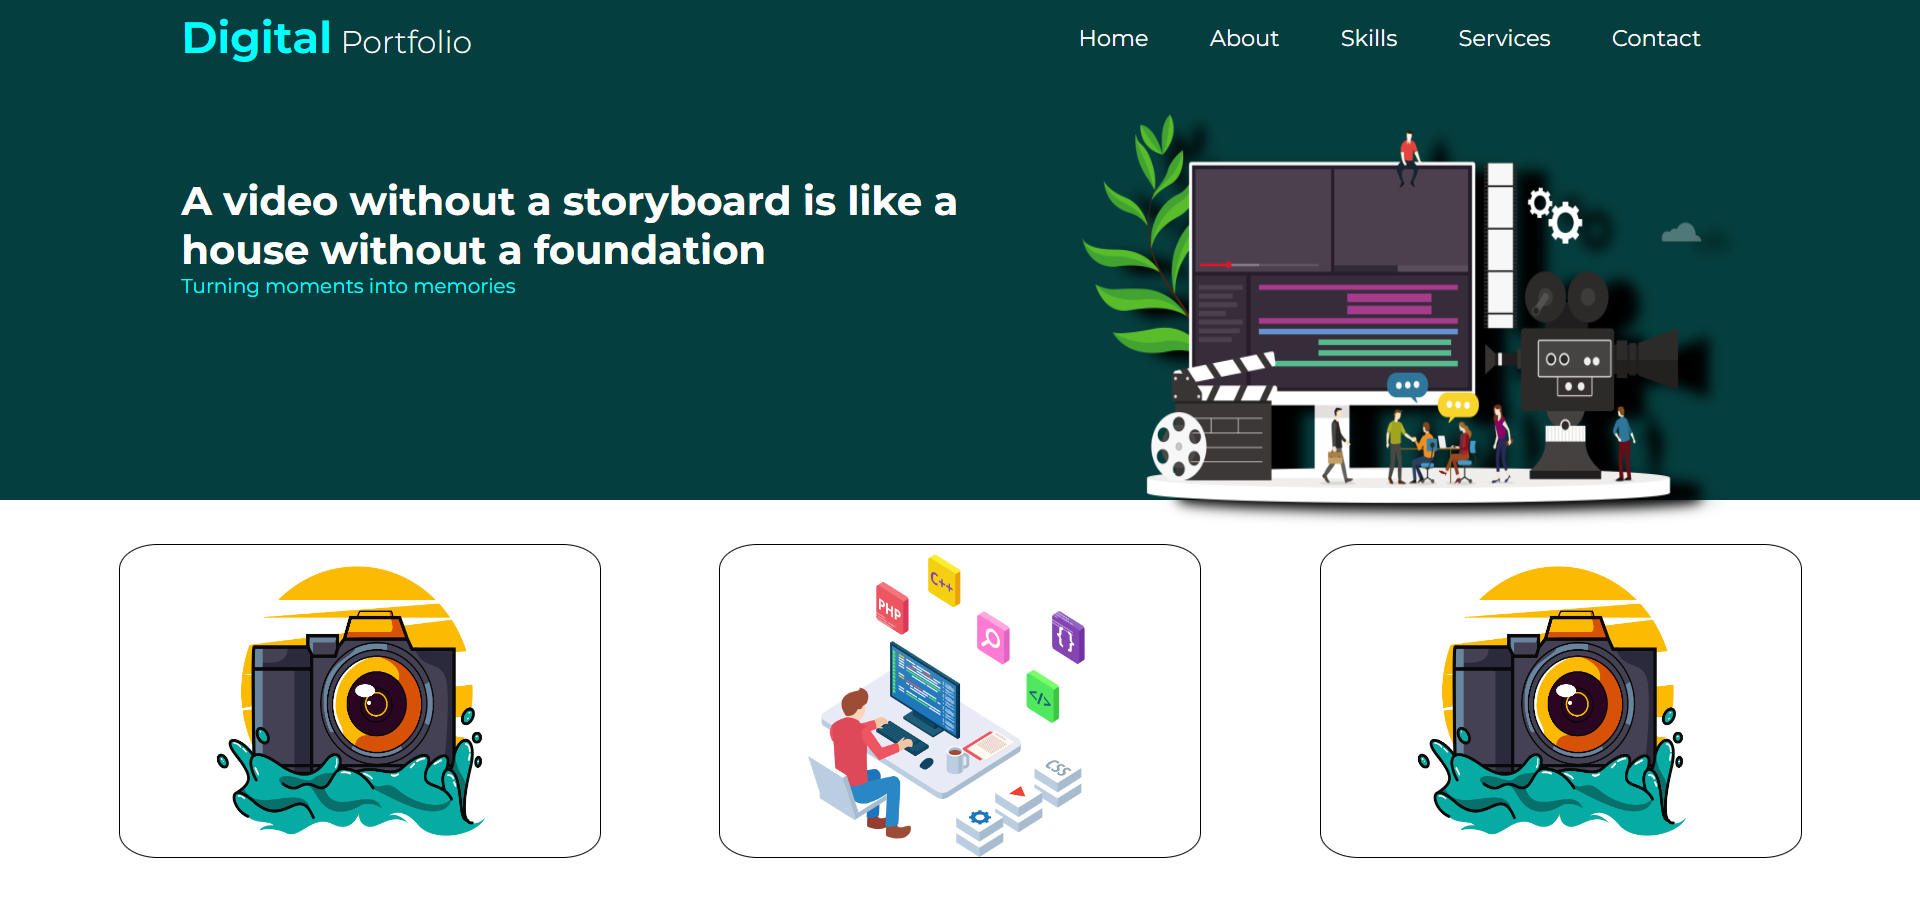 Digital Portfolio
Home About Skills Services Contact
A video without a storyboard is like a
house without a foundation
Turning moments into memories
C++
PHP
{}
</>
CSS